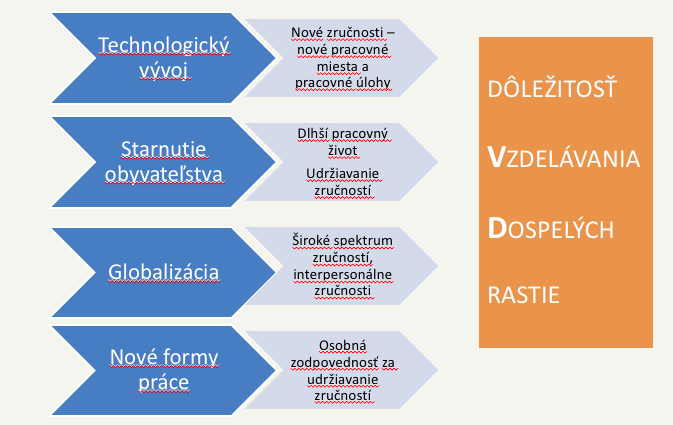 Technologický
vývoj
Nové zručnosti –
nové pracovné
miesta a
pracovné úlohy
Starnutie
obyvateľstva
Dlhší pracovný
život
Udržiavanie
zručností
Globalizácia
Široké spektrum
zručností,
interpersonálne
zručnosti
Nové formy
práce
Osobná
zodpovednosť za
udržiavanie
zručností
DÔLEŽITOSŤ
VZDELÁVANIA
DOSPELÝCH
RASTIE